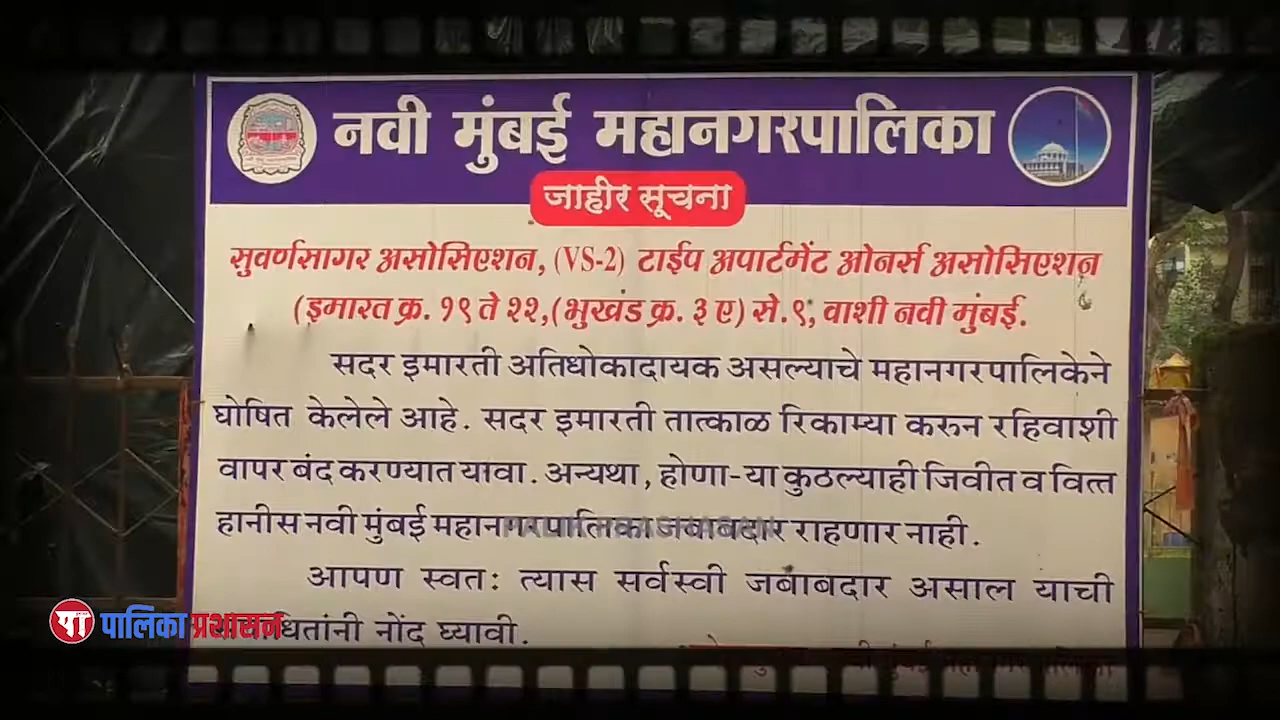 नवी मुंबई महानगरपालिका
जाहीर सूचना
सुवर्णसागर असोसिएशन, (VS-2) टाईप अपार्टमेंट ओनर्स असोसिएशन
(इमारत क्र. १९ ते २२,(भुखंड क्र. ३ ए) से.९, वाशी नवी मुंबई.
सदर इमारती अतिधोकादायक असल्याचे महानगरपालिकेने
घोषित केलेले आहे. सदर इमारती तात्काळ रिकाम्या करून रहिवाशी
वापर बंद करण्यात यावा. अन्यथा, होणा-या कुठल्याही जिवीत व वित्त
हानीस नवी मुंबई महानगरपालिका जबाबदार राहणार नाही.
आपण स्वतः त्यास सर्वस्वी जबाबदार असाल याची
नोंद घ्यावी.
पा पालिका प्रशासन